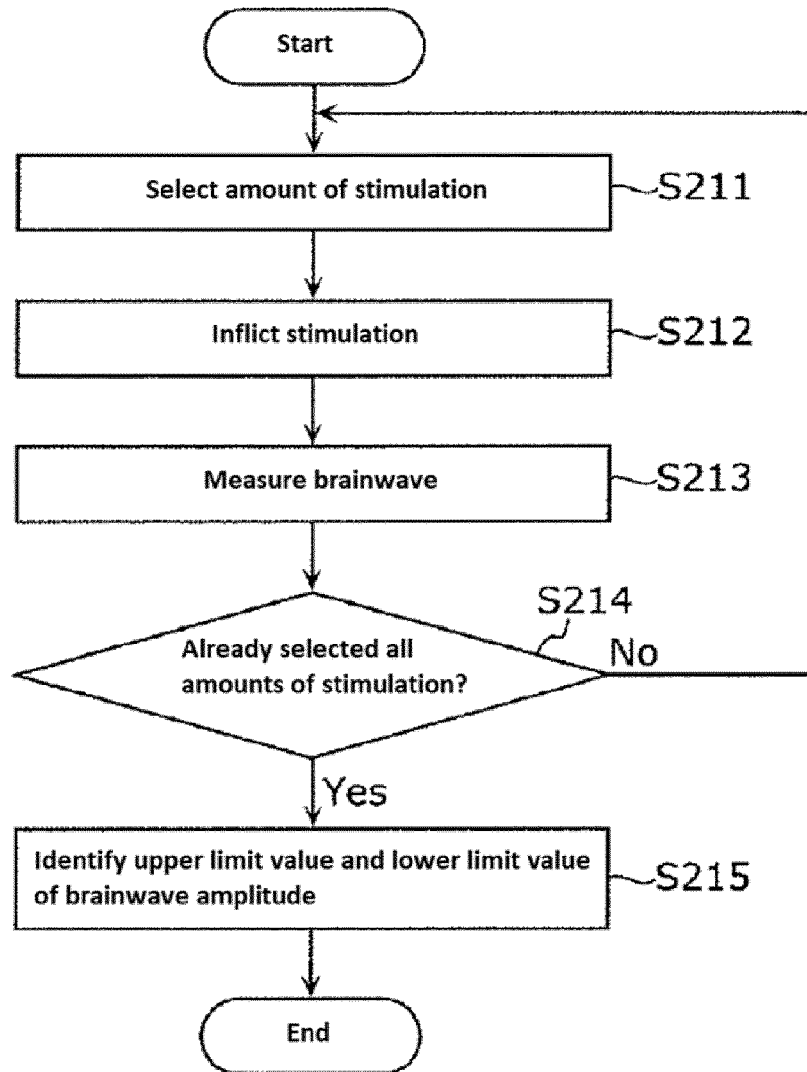 Start
Select amount of stimulation
S211
Inflict stimulation
S212
Measure brainwave
S213
S214
Already selected all
amounts of stimulation?
No
Yes
Identify upper limit value and lower limit value
of brainwave amplitude
S215
End